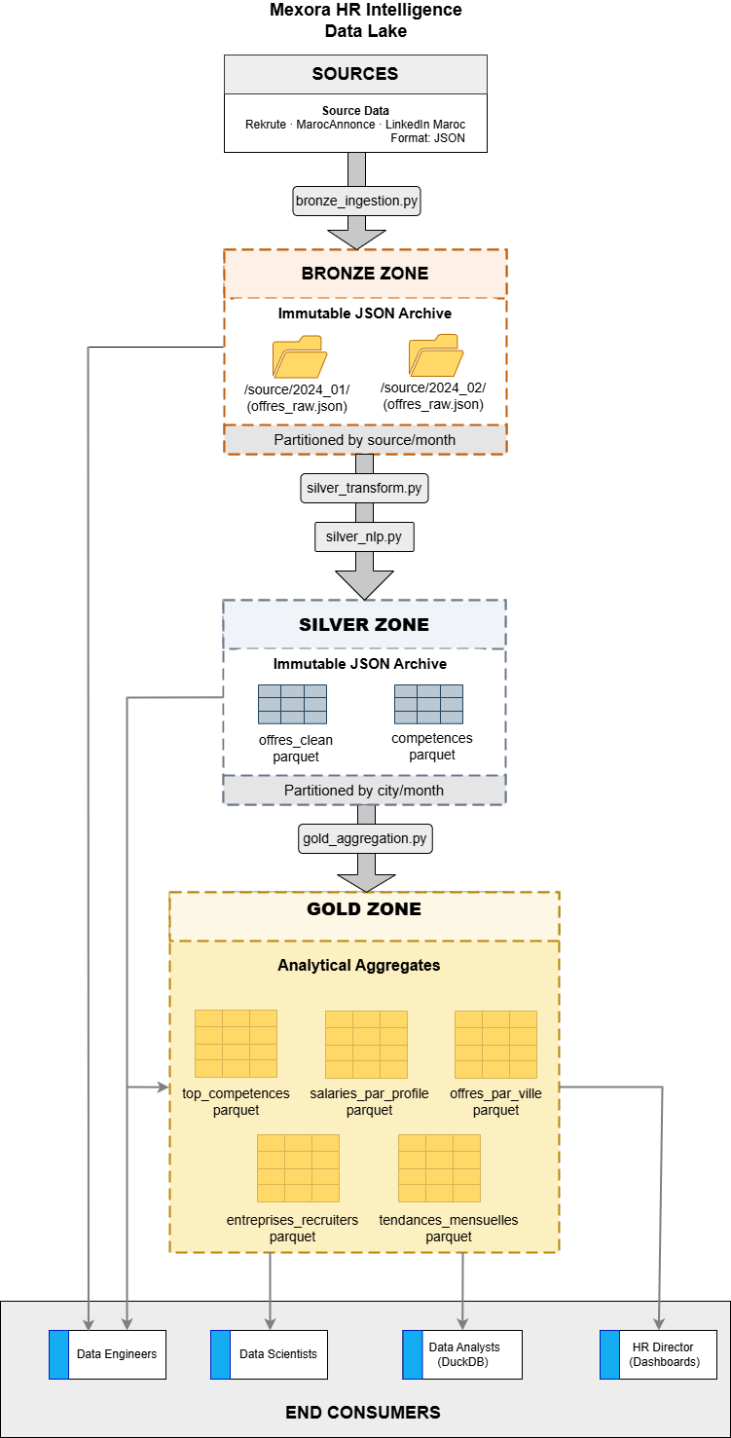 Mexora HR Intelligence
Data Lake
SOURCES
Source Data
Rekrute · MarocAnnonce · LinkedIn Maroc
Format: JSON
bronze_ingestion.py
BRONZE ZONE
Immutable JSON Archive
/source/2024_01/
(offres_raw.json)
/source/2024_02/
(offres_raw.json)
Partitioned by source/month
silver_transform.py
silver_nlp.py
SILVER ZONE
Immutable JSON Archive
offres_clean
parquet
competences
parquet
Partitioned by city/month
gold_aggregation.py
GOLD ZONE
Analytical Aggregates
top_competences
parquet
salaries_par_profile
parquet
offres_par_ville
parquet
entreprises_recruiters
parquet
tendances_mensuelles
parquet
Data Engineers
Data Scientists
Data Analysts
(DuckDB)
HR Director
(Dashboards)
END CONSUMERS